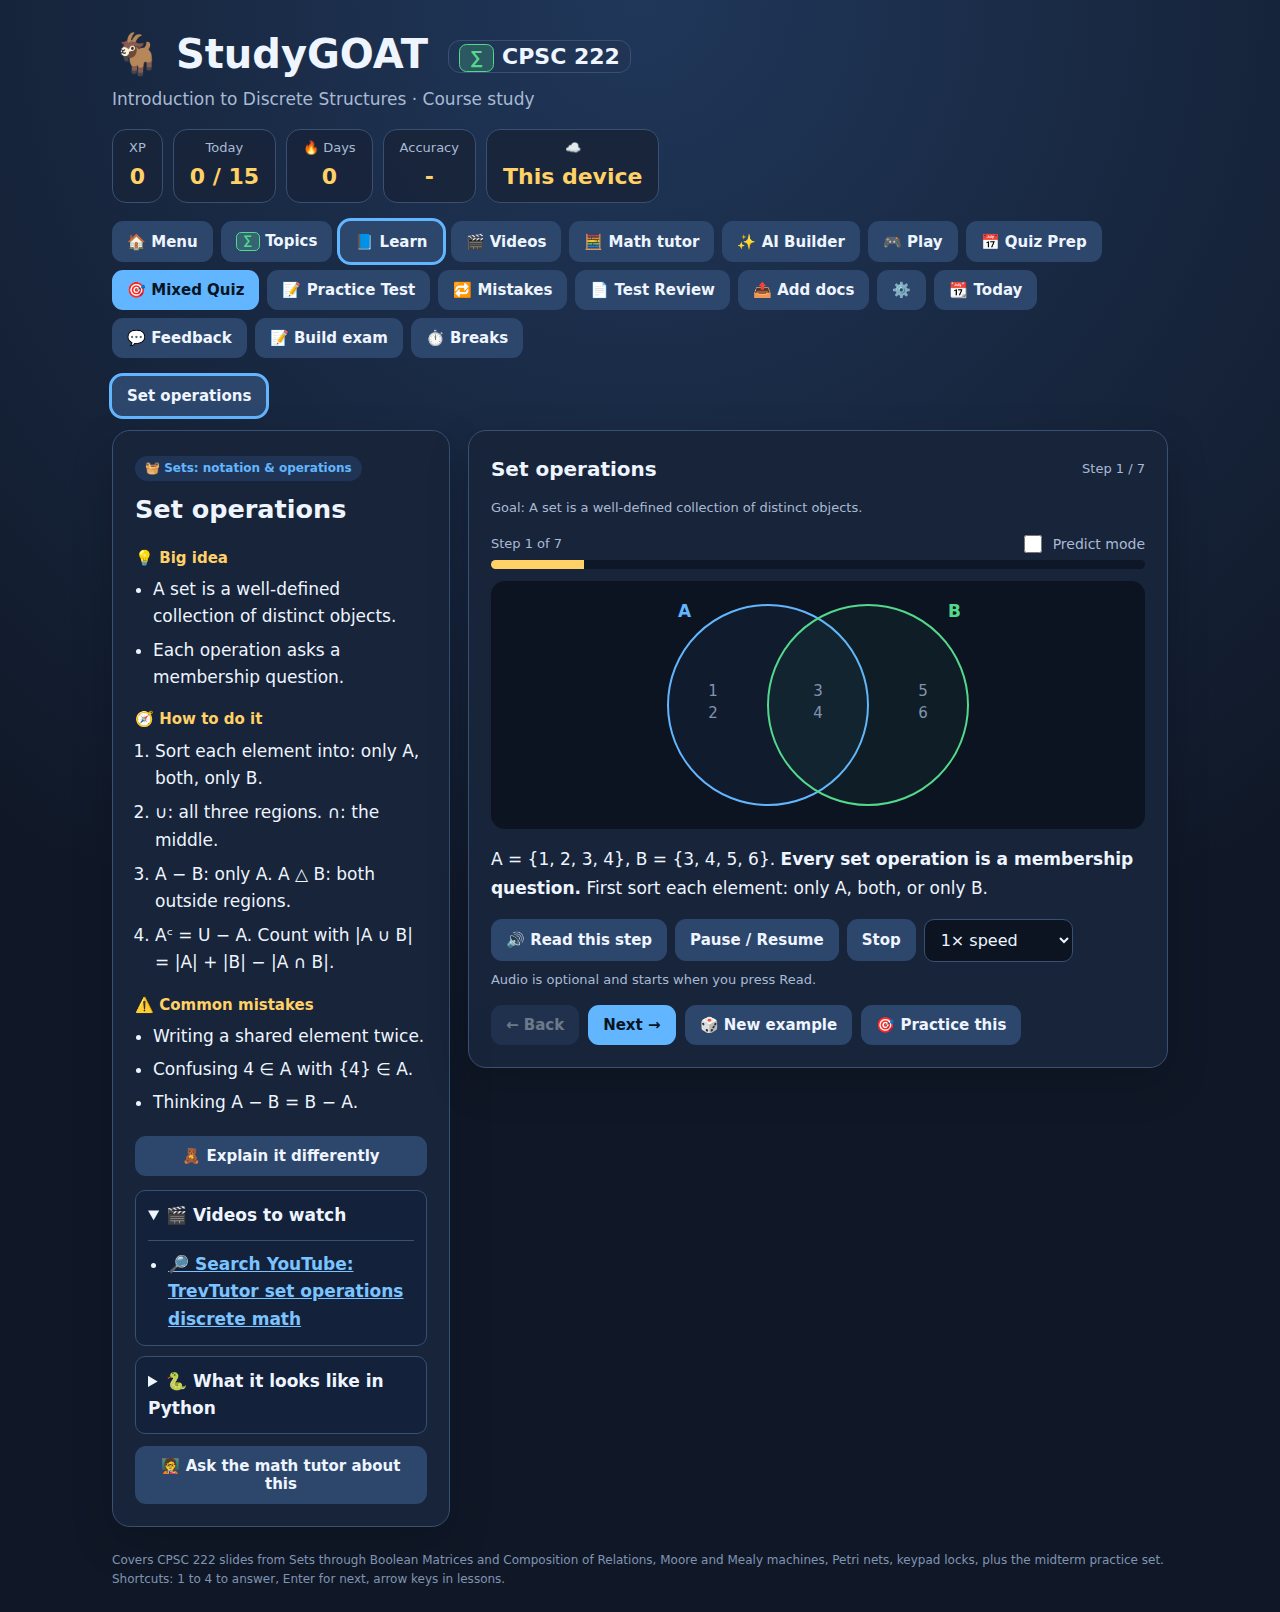 🐐 StudyGOAT ∑ CPSC 222
Introduction to Discrete Structures · Course study
XP
0
Today
0 / 15
🔥 Days
0
Accuracy
-
☁️
This device
🏠 Menu
∑ Topics
📘 Learn
🎬 Videos
🧮 Math tutor
✨ AI Builder
🎮 Play
📅 Quiz Prep
🎯 Mixed Quiz
📝 Practice Test
🔁 Mistakes
📄 Test Review
📤 Add docs
⚙️
📆 Today
💬 Feedback
📝 Build exam
⏱️ Breaks
Set operations
🧺 Sets: notation & operations
Set operations
💡 Big idea
• A set is a well-defined
collection of distinct objects.
• Each operation asks a
membership question.
🧭 How to do it
1. Sort each element into: only A,
both, only B.
2. ∪: all three regions. ∩: the
middle.
3. A − B: only A. A △ B: both
outside regions.
4. Aᶜ = U − A. Count with |A ∪ B|
= |A| + |B| − |A ∩ B|.
⚠️ Common mistakes
• Writing a shared element twice.
• Confusing 4 ∈ A with {4} ∈ A.
• Thinking A − B = B − A.
🧸 Explain it differently
▼ 🎬 Videos to watch
• 🔎 Search YouTube:
TrevTutor set operations
discrete math
▶ 🐍 What it looks like in
Python
🧑‍🏫 Ask the math tutor about
this
Set operations
Step 1 / 7
Goal: A set is a well-defined collection of distinct objects.
Step 1 of 7
Predict mode
A
B
1
2
3
4
5
6
A = {1, 2, 3, 4}, B = {3, 4, 5, 6}. Every set operation is a membership
question. First sort each element: only A, both, or only B.
🔊 Read this step
Pause / Resume
Stop
1× speed
Audio is optional and starts when you press Read.
← Back
Next →
🎲 New example
🎯 Practice this
Covers CPSC 222 slides from Sets through Boolean Matrices and Composition of Relations, Moore and Mealy machines, Petri nets, keypad locks, plus the midterm practice set.
Shortcuts: 1 to 4 to answer, Enter for next, arrow keys in lessons.